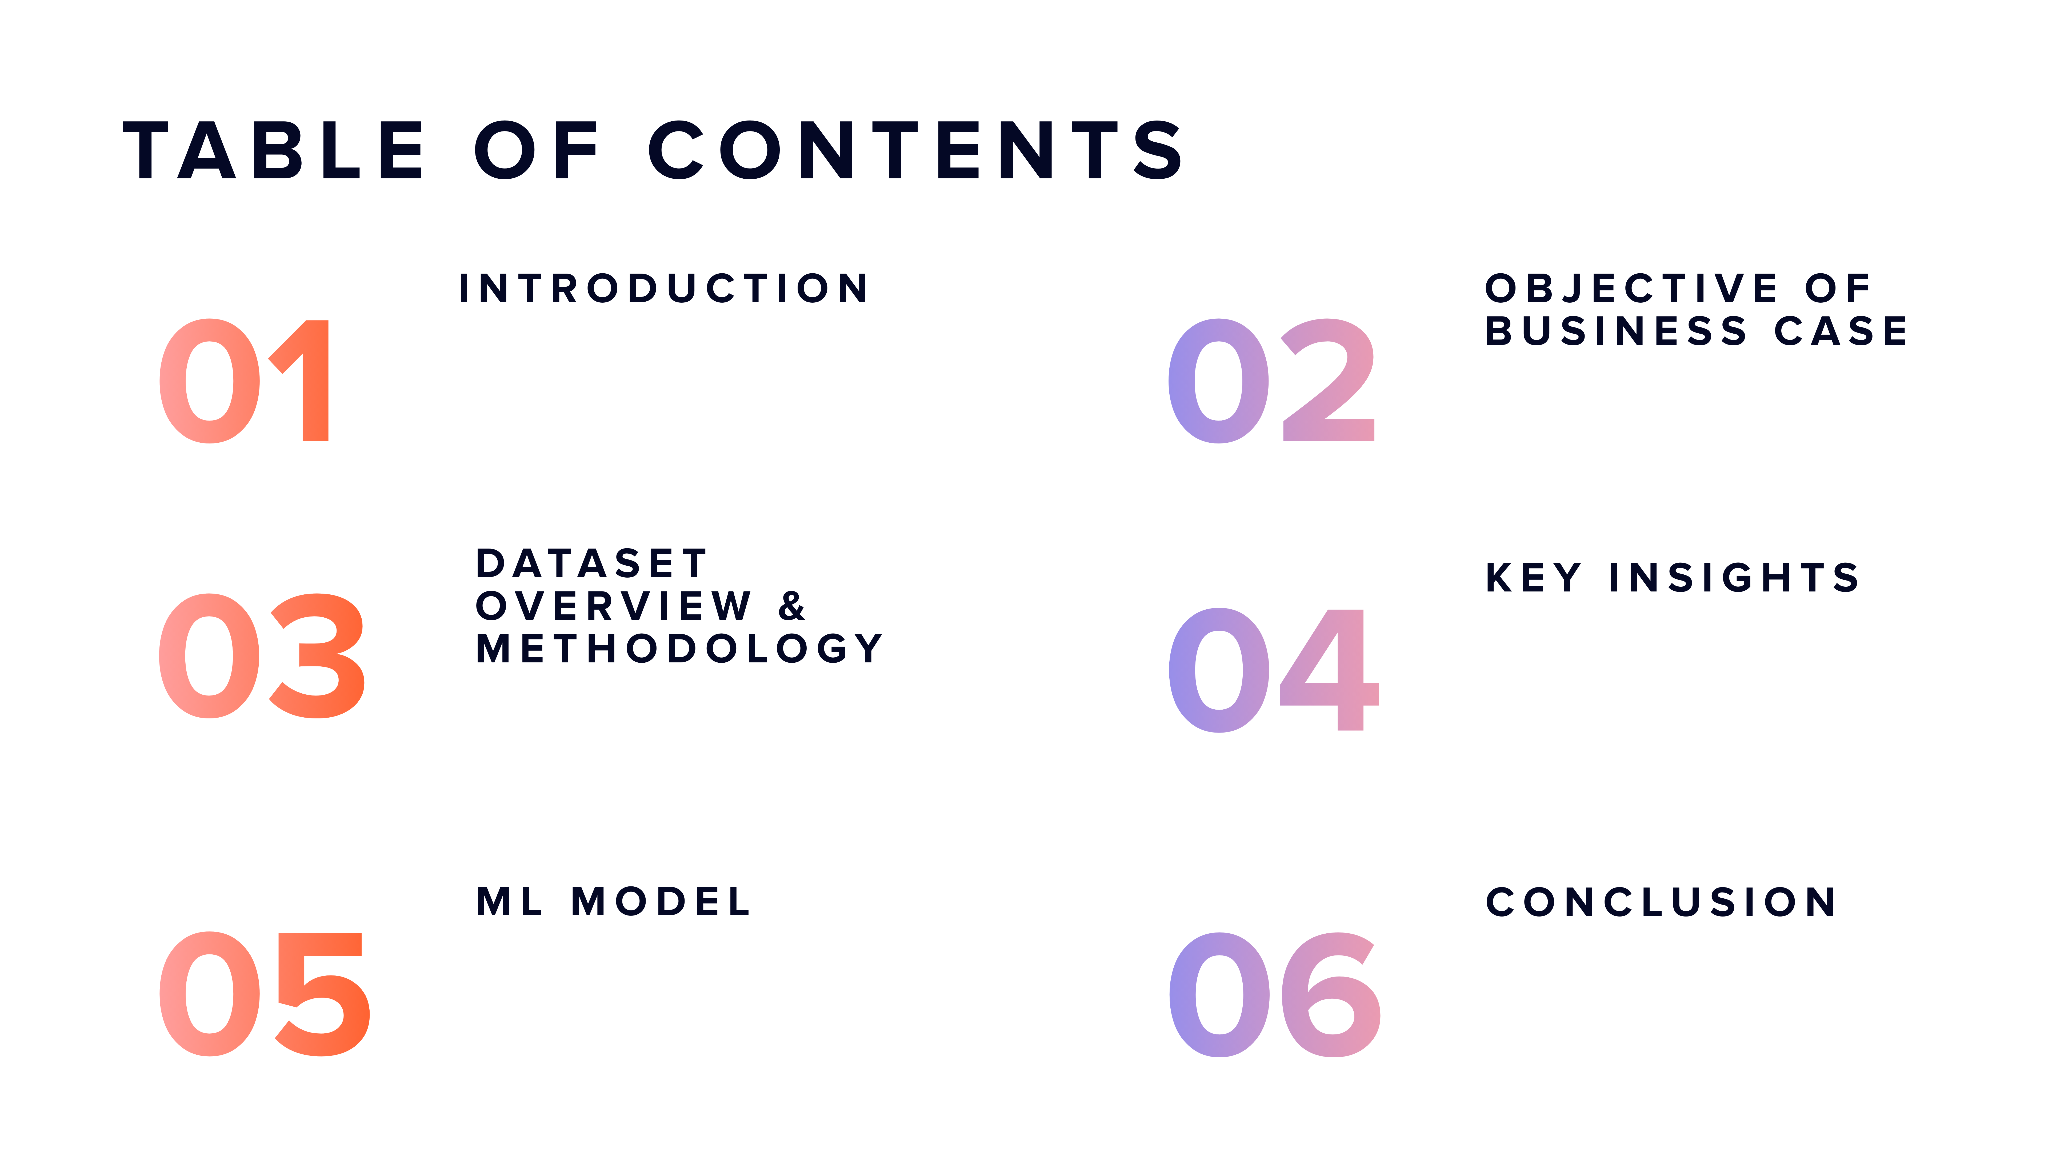 TABLE OF CONTENTS
01
INTRODUCTION
02
OBJECTIVE OF
BUSINESS CASE
03
DATASET
OVERVIEW &
METHODOLOGY
04
KEY INSIGHTS
05
ML MODEL
06
CONCLUSION